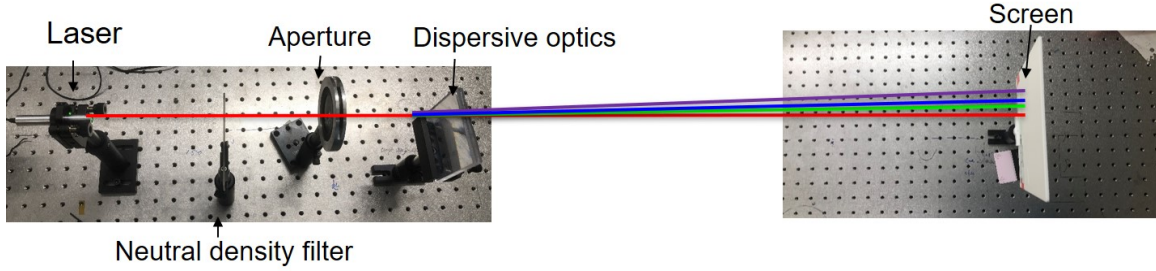 Screen
Laser
Aperture
Dispersive optics
Neutral density filter